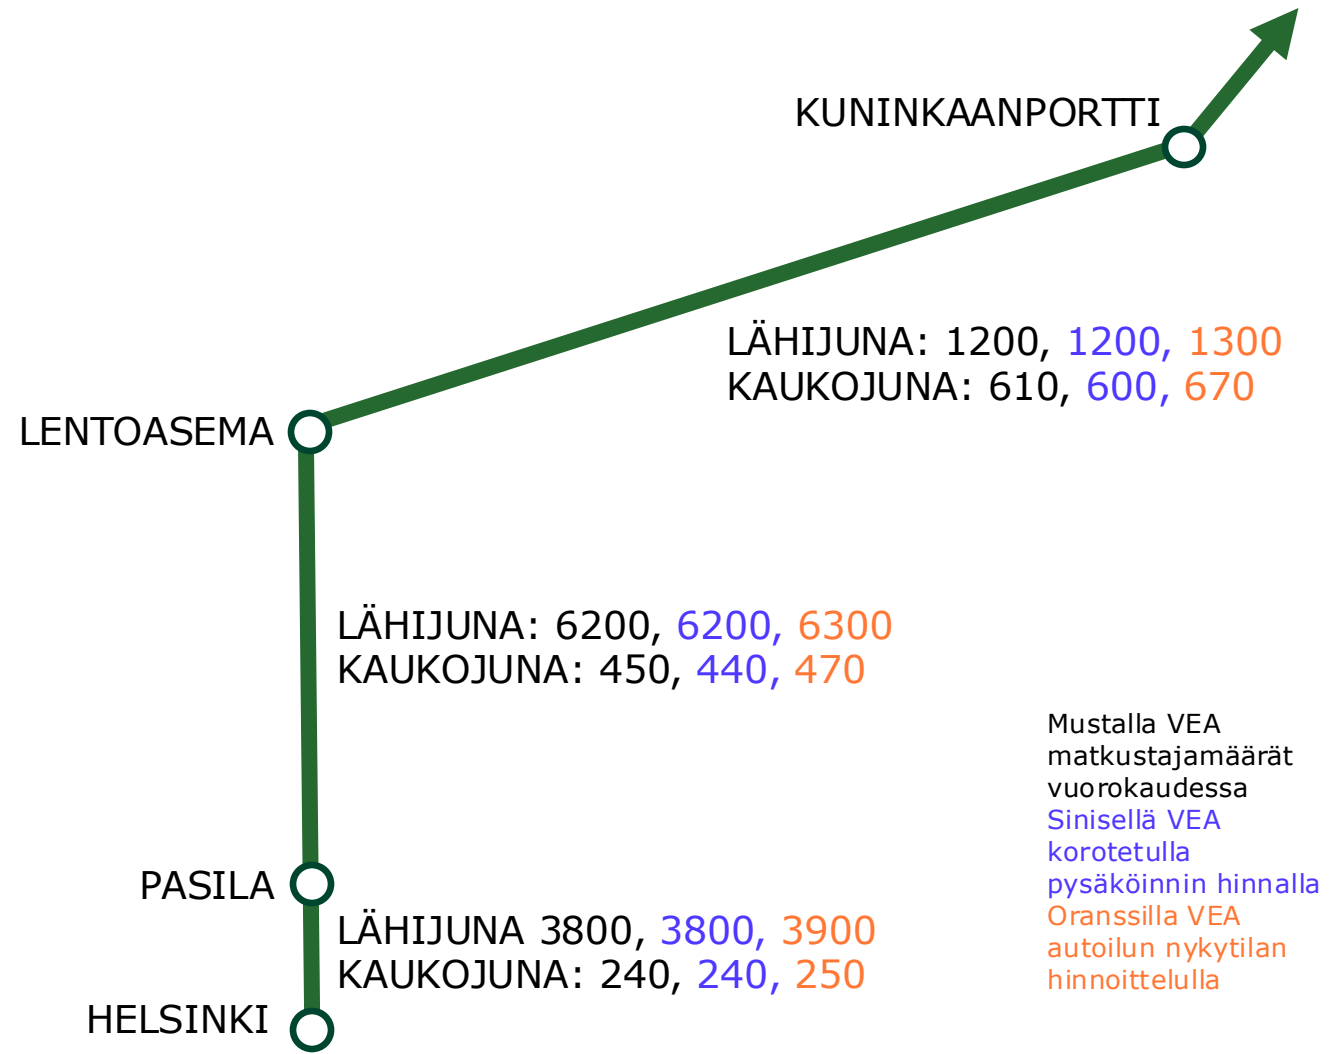 KUNINKAANPORTTI
LÄHIJUNA: 1200, 1200, 1300
KAUKOJUNA: 610, 600, 670
LENTOASEMA
LÄHIJUNA: 6200, 6200, 6300
KAUKOJUNA: 450, 440, 470
Mustalla VEA
matkustajamäärät
vuorokaudessa
Sinisellä VEA
korotetulla
pysäköinnin hinnalla
Oranssilla VEA
autoilun nykytilan
hinnoittelulla
PASILA
LÄHIJUNA 3800, 3800, 3900
KAUKOJUNA: 240, 240, 250
HELSINKI